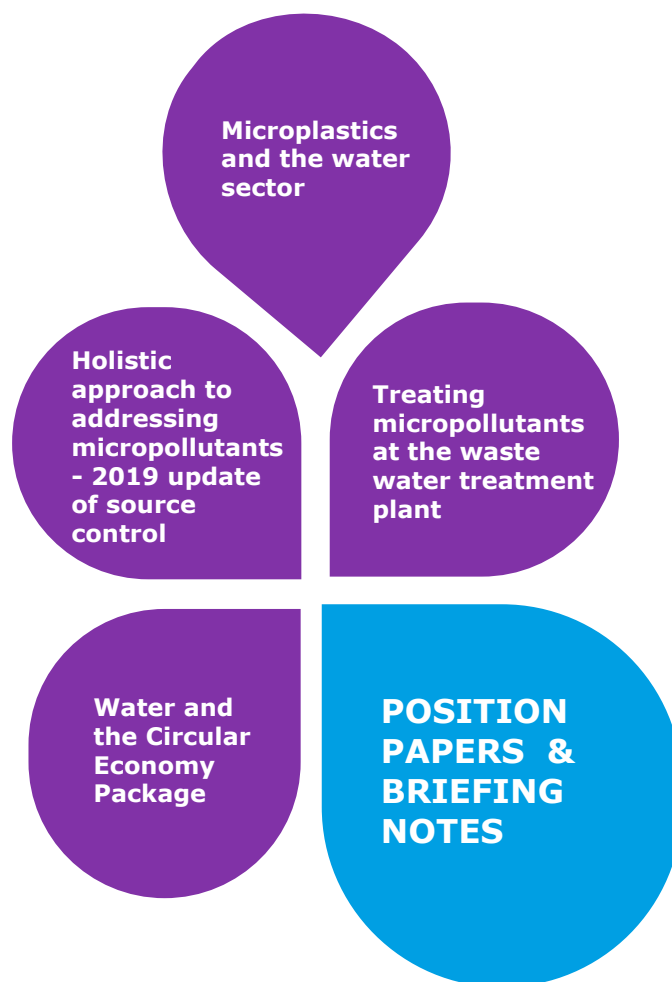 Microplastics
and the water
sector
Holistic
approach to
addressing
micropollutants
- 2019 update
of source
control
Treating
micropollutants
at the waste
water treatment
plant
Water and
the Circular
Economy
Package
POSITION
PAPERS &
BRIEFING
NOTES